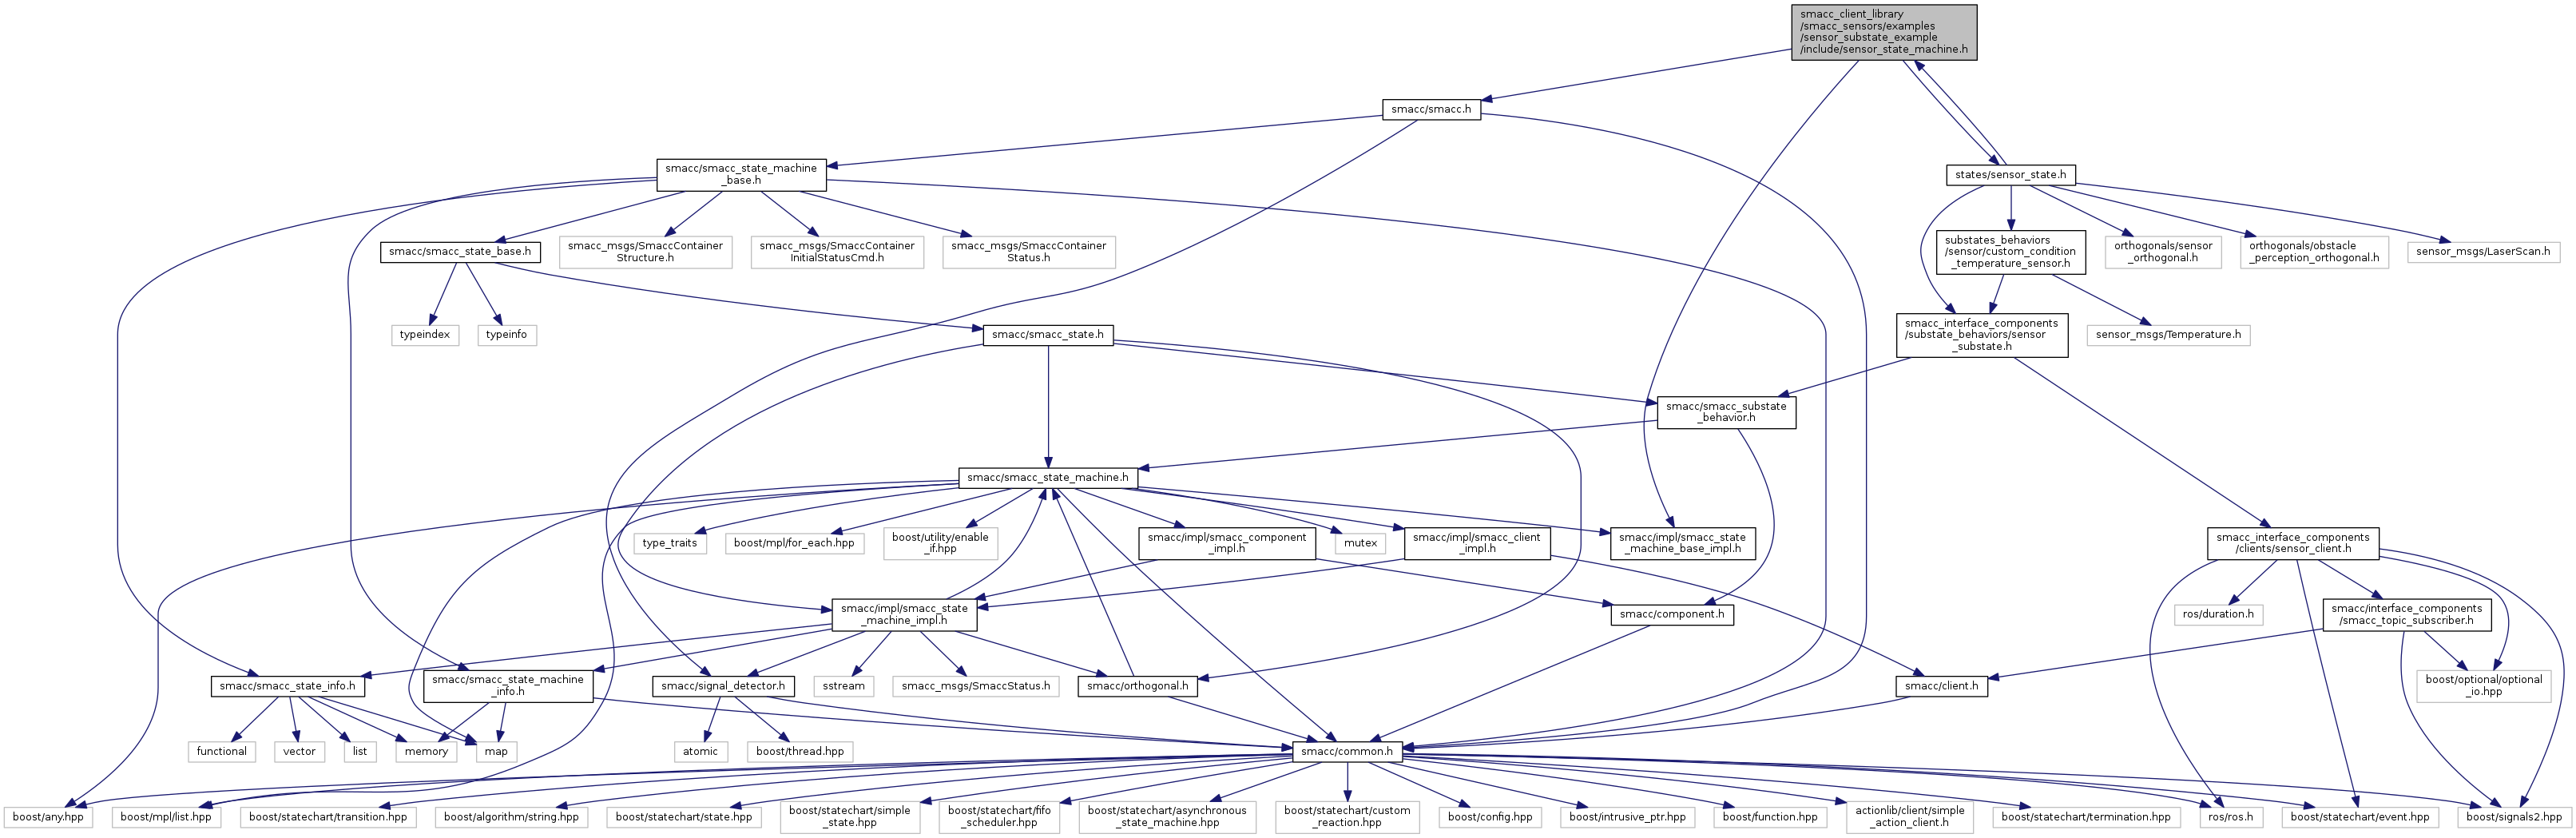 smacc_client_library
/smacc_sensors/examples
/sensor_substate_example
/include/sensor_state_machine.h
smacc/smacc.h
smacc/smacc_state_machine
_base.h
states/sensor_state.h
smacc/smacc_state_base.h
smacc_msgs/SmaccContainer
Structure.h
smacc_msgs/SmaccContainer
InitialStatusCmd.h
smacc_msgs/SmaccContainer
Status.h
substates_behaviors
/sensor/custom_condition
_temperature_sensor.h
orthogonals/sensor
_orthogonal.h
orthogonals/obstacle
_perception_orthogonal.h
sensor_msgs/LaserScan.h
typeindex
typeinfo
smacc/smacc_state.h
smacc_interface_components
/substate_behaviors/sensor
_substate.h
sensor_msgs/Temperature.h
smacc/smacc_substate
_behavior.h
smacc/smacc_state_machine.h
type_traits
boost/mpl/for_each.hpp
boost/utility/enable
_if.hpp
smacc/impl/smacc_component
_impl.h
mutex
smacc/impl/smacc_client
_impl.h
smacc/impl/smacc_state
_machine_base_impl.h
smacc_interface_components
/clients/sensor_client.h
smacc/impl/smacc_state
_machine_impl.h
smacc/component.h
ros/duration.h
smacc/interface_components
/smacc_topic_subscriber.h
smacc/smacc_state_info.h
smacc/smacc_state_machine
_info.h
smacc/signal_detector.h
sstream
smacc_msgs/SmaccStatus.h
smacc/orthogonal.h
smacc/client.h
boost/optional/optional
_io.hpp
functional
vector
list
memory
map
atomic
boost/thread.hpp
smacc/common.h
boost/any.hpp
boost/mpl/list.hpp
boost/statechart/transition.hpp
boost/algorithm/string.hpp
boost/statechart/state.hpp
boost/statechart/simple
_state.hpp
boost/statechart/fifo
_scheduler.hpp
boost/statechart/asynchronous
_state_machine.hpp
boost/statechart/custom
_reaction.hpp
boost/config.hpp
boost/intrusive_ptr.hpp
boost/function.hpp
actionlib/client/simple
_action_client.h
boost/statechart/termination.hpp
ros/ros.h
boost/statechart/event.hpp
boost/signals2.hpp